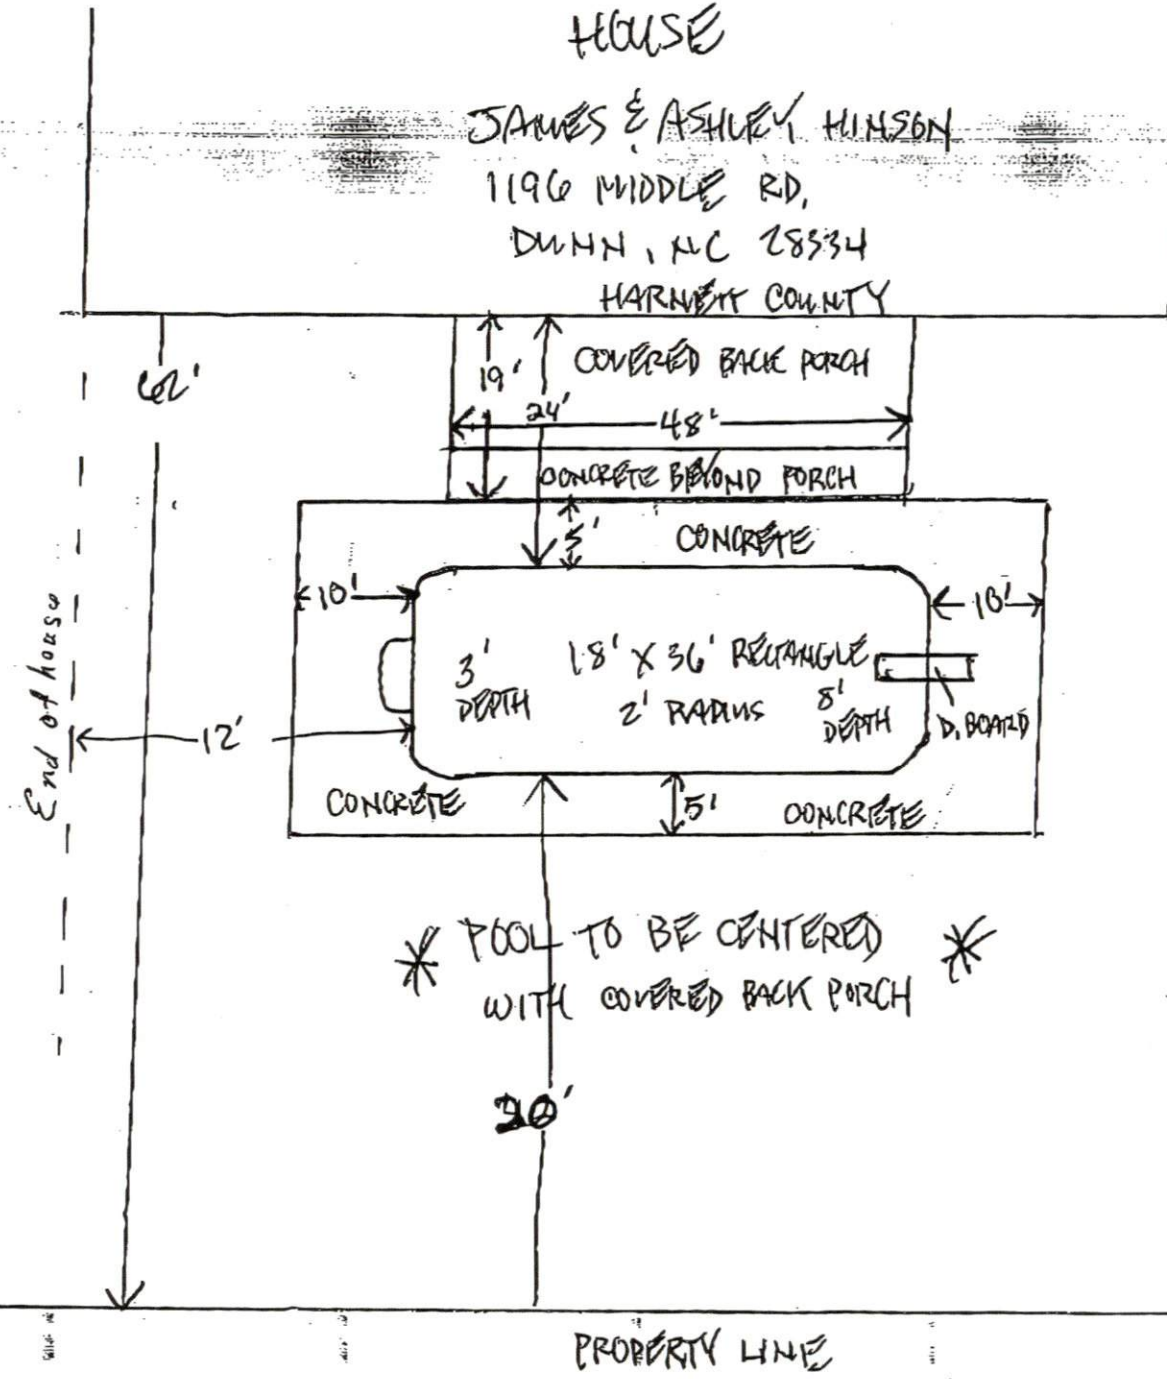 HOUSE
JAMES & ASHLEY HINSON
1196 MIDDLE RD,
DUNN, NC 28334
HARNETT COUNTY
62'
19'
COVERED BACK PORCH
24'
48'
CONCRETE BEYOND PORCH
5'
CONCRETE
10'
10'
End of house
3'
DEPTH
18' X 36' RECTANGLE
2' RADIUS
8'
DEPTH
D. BOARD
12'
CONCRETE
5'
CONCRETE
* POOL TO BE CENTERED *
WITH COVERED BACK PORCH
20'
PROPERTY LINE